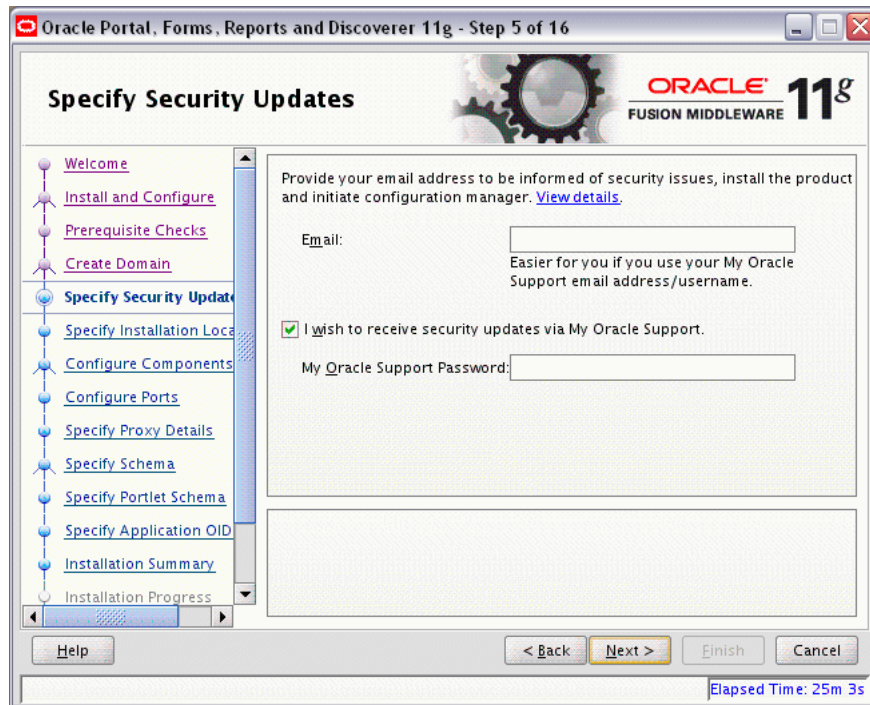 Oracle Portal, Forms, Reports and Discoverer 11g - Step 5 of 16
Specify Security Updates
ORACLE
FUSION MIDDLEWARE
11g
Welcome
Install and Configure
Prerequisite Checks
Create Domain
Specify Security Update
Specify Installation Loca
Configure Components
Configure Ports
Specify Proxy Details
Specify Schema
Specify Portlet Schema
Specify Application OID
Installation Summary
Installation Progress
Provide your email address to be informed of security issues, install the product
and initiate configuration manager. View details.
Email:
Easier for you if you use your My Oracle
Support email address/username.
I wish to receive security updates via My Oracle Support.
My Oracle Support Password:
Help
< Back
Next >
Finish
Cancel
Elapsed Time: 25m 3s